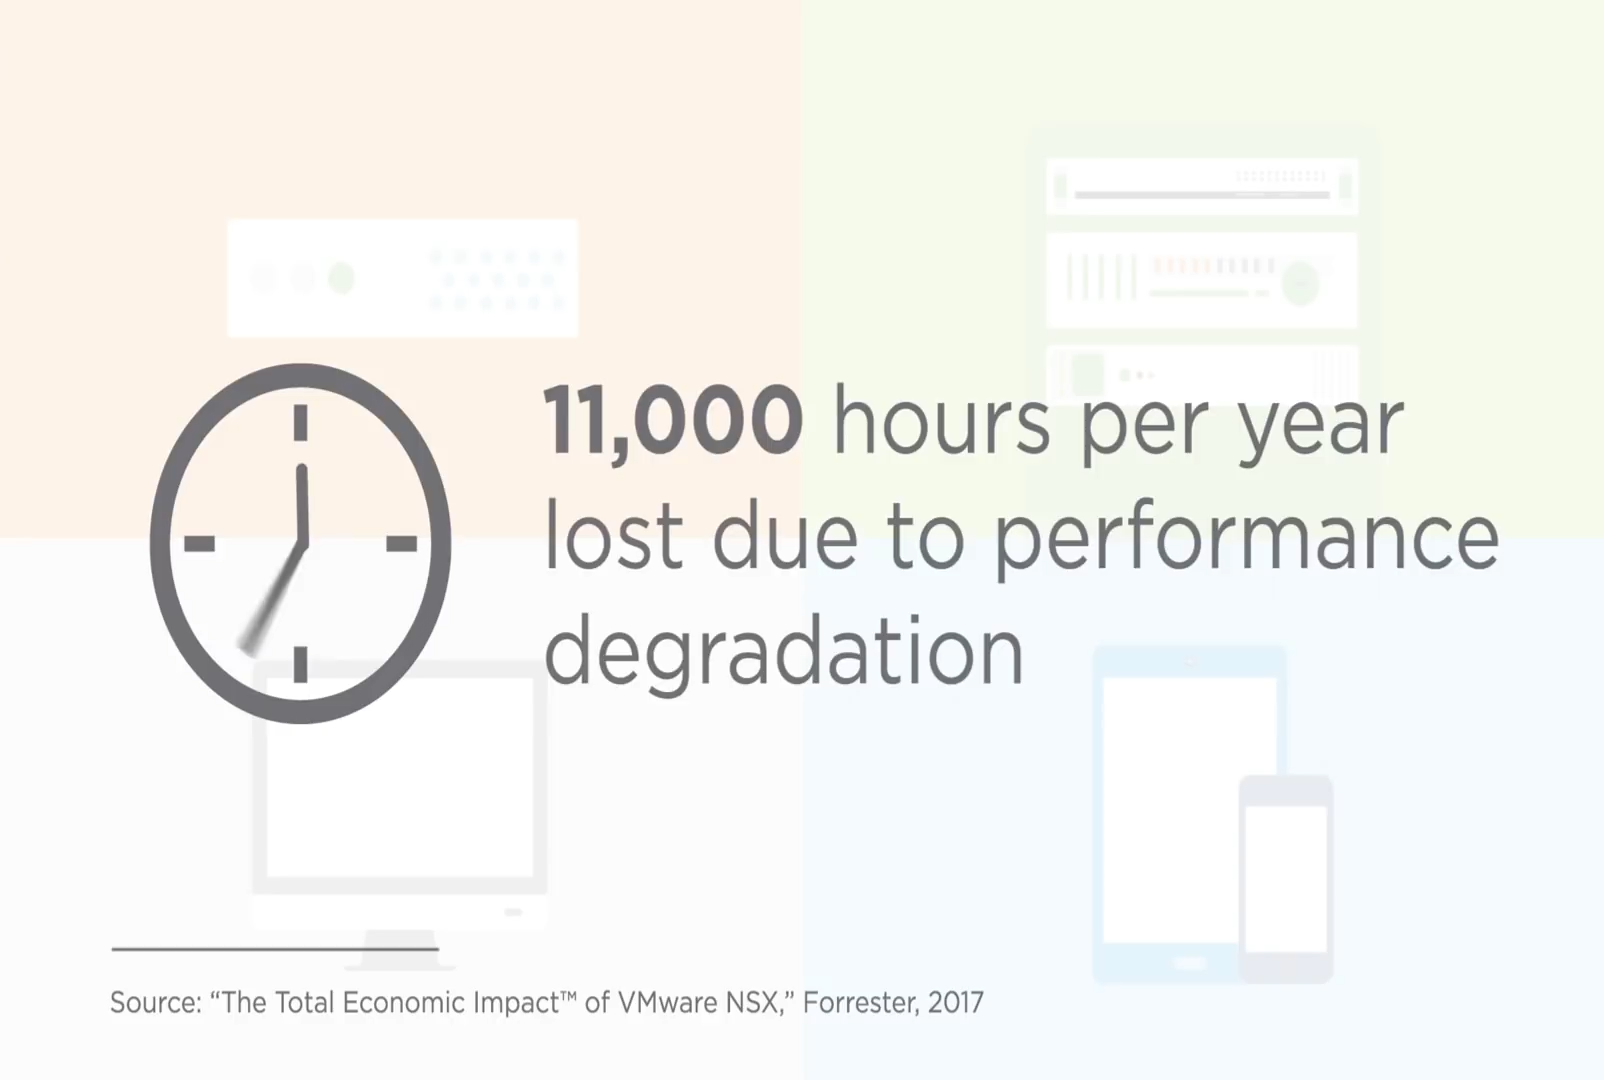 11,000 hours per year
lost due to performance
degradation
Source: “The Total Economic Impact™ of VMware NSX,” Forrester, 2017